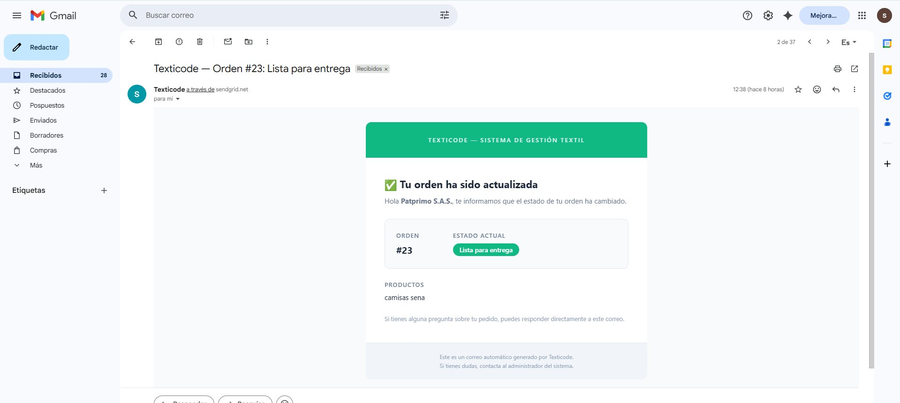 Gmail
Buscar correo
Mejora...
S
Redactar
2 de 37
Es
Recibidos 28
Destacados
Pospuestos
Enviados
Borradores
Compras
Más
Etiquetas
Texticode — Orden #23: Lista para entrega Recibidos ×
S
Texticode a través de sendgrid.net
12:38 (hace 8 horas)
para mí
TEXTICODE — SISTEMA DE GESTIÓN TEXTIL
✅ Tu orden ha sido actualizada
Hola Patprimo S.A.S., te informamos que el estado de tu orden ha cambiado.
ORDEN ESTADO ACTUAL
#23 Lista para entrega
PRODUCTOS
camisas sena
Si tienes alguna pregunta sobre tu pedido, puedes responder directamente a este correo.
Este es un correo automático generado por Texticode.
Si tienes dudas, contacta al administrador del sistema.